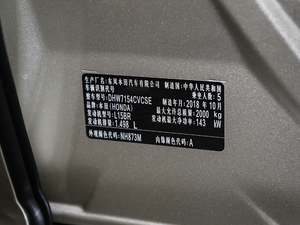 生产厂名：东风本田汽车有限公司 制造国：中华人民共和国
车辆识别代号 乘坐人数：5
型号：DHW7154CVCSE 制造年月：2018 年 10 月
品牌：本田 (HONDA) 最大允许总质量：2000 kg
发动机型号：L15BR 发动机最大净功率：143 kW
发动机排量：1.498 L
外观颜色代码：NH873M 内饰颜色代码：A